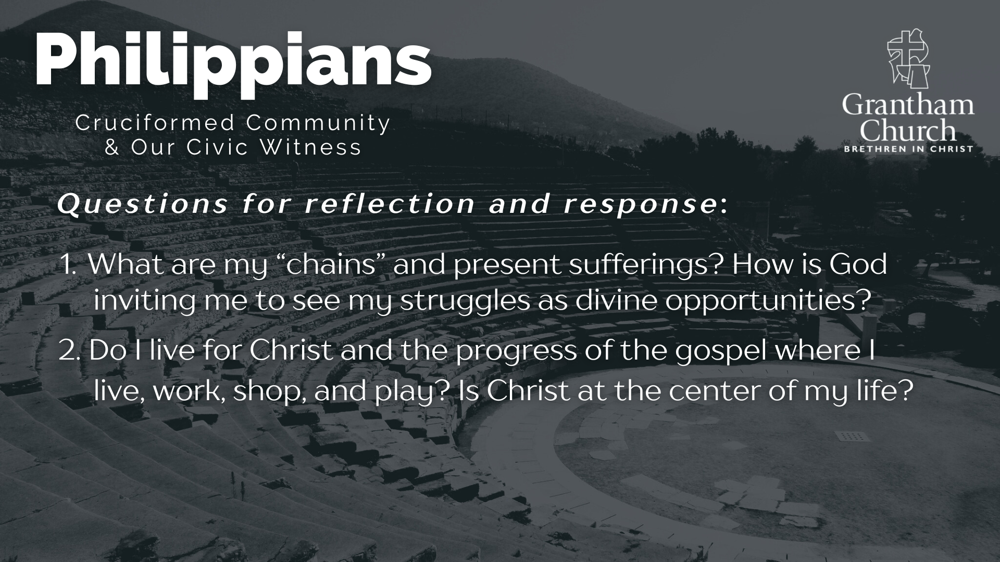 Philippians
Cruciformed Community
& Our Civic Witness
Grantham
Church
BRETHREN IN CHRIST
Questions for reflection and response:
1. What are my “chains” and present sufferings? How is God
inviting me to see my struggles as divine opportunities?
2. Do I live for Christ and the progress of the gospel where I
live, work, shop, and play? Is Christ at the center of my life?